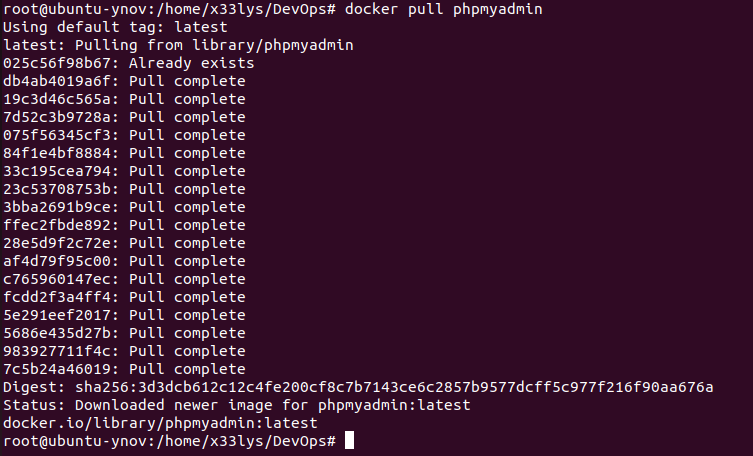 root@ubuntu-ynov:/home/x33lys/DevOps# docker pull phpmyadmin
Using default tag: latest
latest: Pulling from library/phpmyadmin
025c56f98b67: Already exists
db4ab4019a6f: Pull complete
19c3d46c565a: Pull complete
7d52c3b9728a: Pull complete
075f56345cf3: Pull complete
84f1e4bf8884: Pull complete
33c195cea794: Pull complete
23c53708753b: Pull complete
3bba2691b9ce: Pull complete
ffec2fbde892: Pull complete
28e5d9f2c72e: Pull complete
af4d79f95c00: Pull complete
c765960147ec: Pull complete
fcdd2f3a4ff4: Pull complete
5e291eef2017: Pull complete
5686e435d27b: Pull complete
983927711f4c: Pull complete
7c5b24a46019: Pull complete
Digest: sha256:3d3dcb612c12c4fe200cf8c7b7143ce6c2857b9577dcff5c977f216f90aa676a
Status: Downloaded newer image for phpmyadmin:latest
docker.io/library/phpmyadmin:latest
root@ubuntu-ynov:/home/x33lys/DevOps#